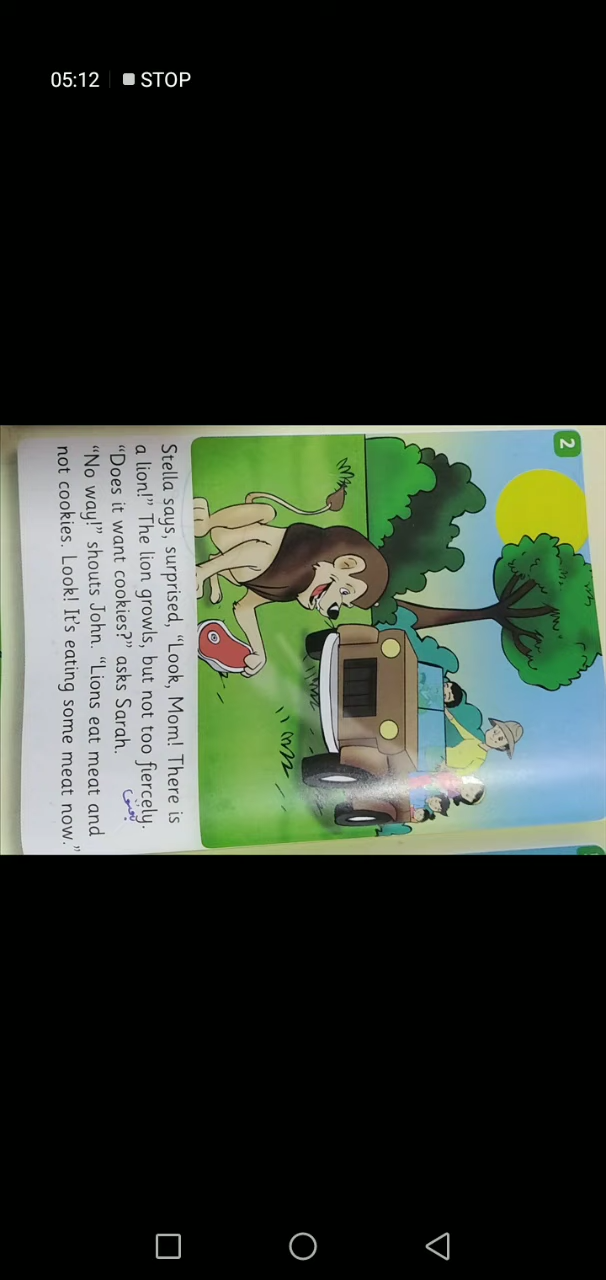 05:12 STOP
2
Stella says, surprised, “Look, Mom! There is
a lion!” The lion growls, but not too fiercely.
“Does it want cookies?” asks Sarah.
“No way!” shouts John. “Lions eat meat and
not cookies. Look! It’s eating some meat now.”